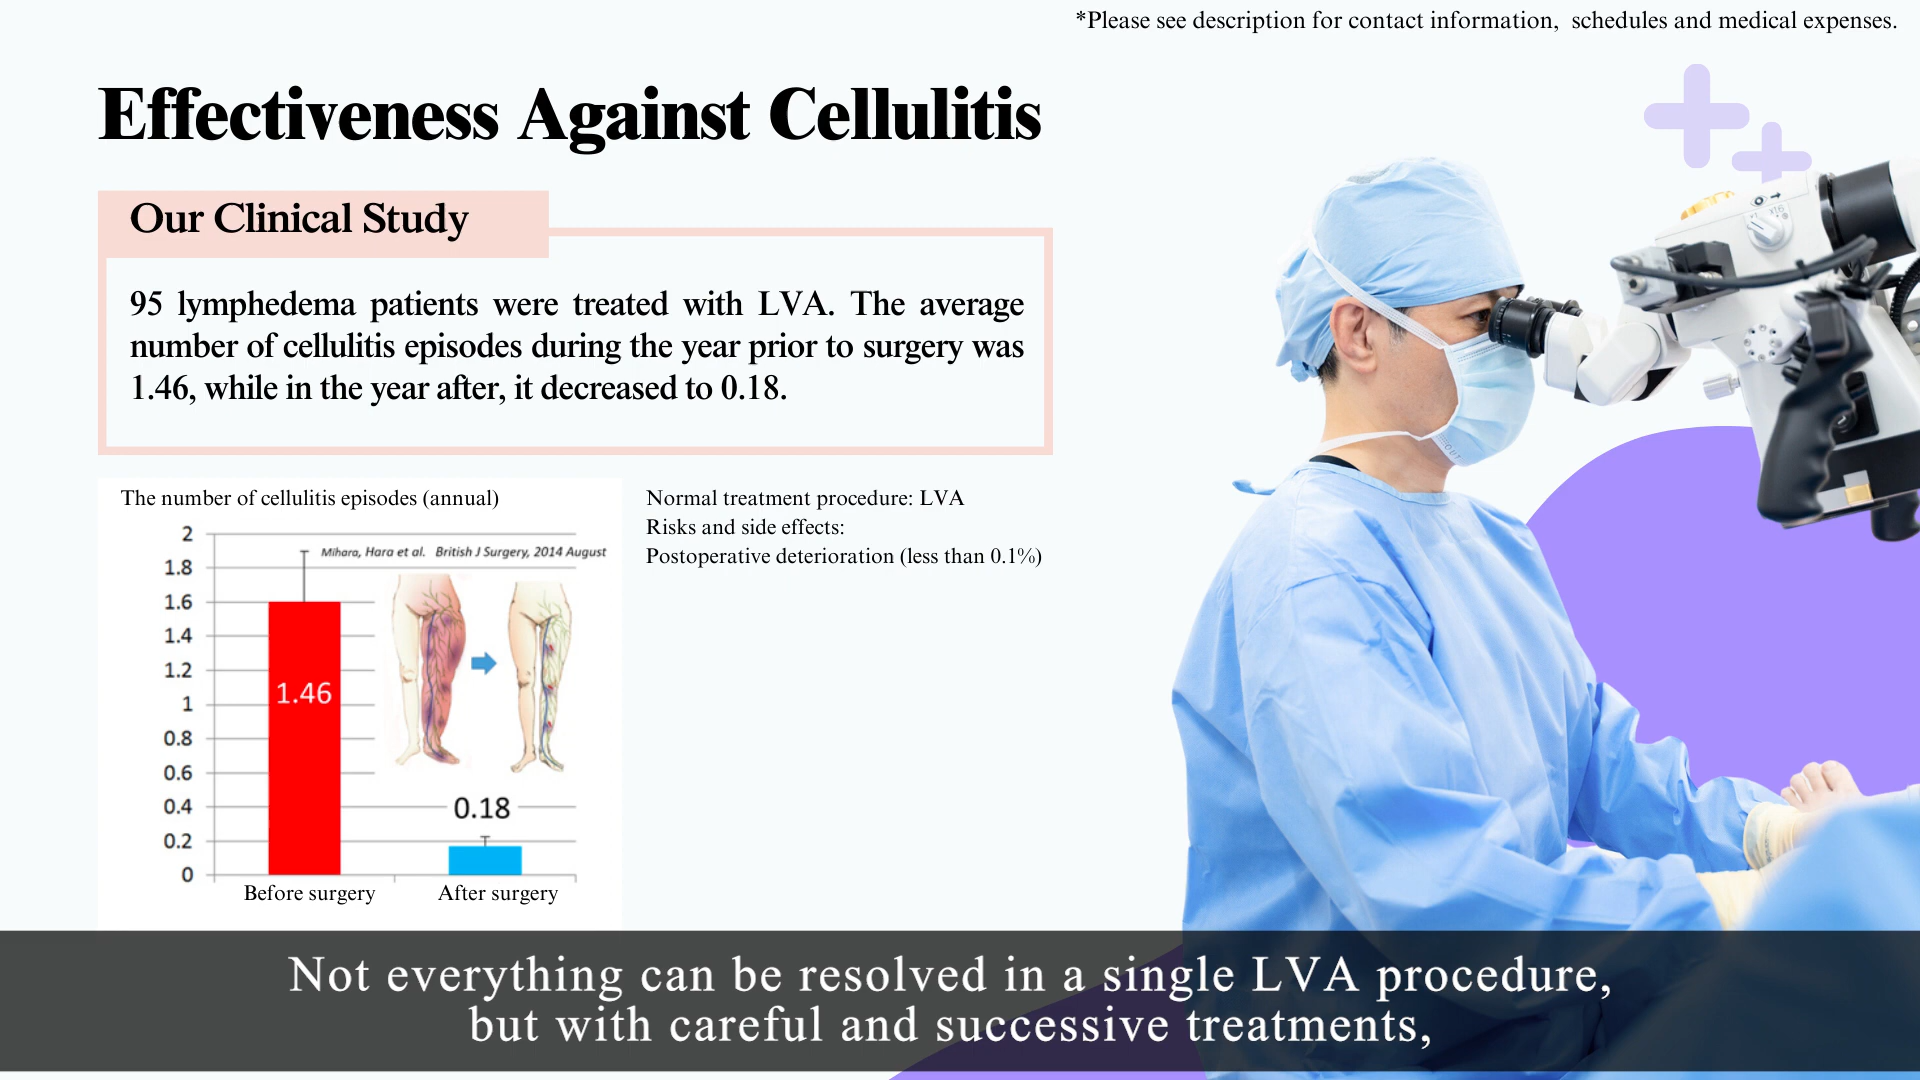 *Please see description for contact information, schedules and medical expenses.
Effectiveness Against Cellulitis
Our Clinical Study
95 lymphedema patients were treated with LVA. The average
number of cellulitis episodes during the year prior to surgery was
1.46, while in the year after, it decreased to 0.18.
The number of cellulitis episodes (annual)
Mihara, Hara et al. British J Surgery, 2014 August
2
1.8
1.6
1.4
1.2
1
0.8
0.6
0.4
0.2
0
1.46
0.18
Before surgery
After surgery
Normal treatment procedure: LVA
Risks and side effects:
Postoperative deterioration (less than 0.1%)
Not everything can be resolved in a single LVA procedure,
but with careful and successive treatments,